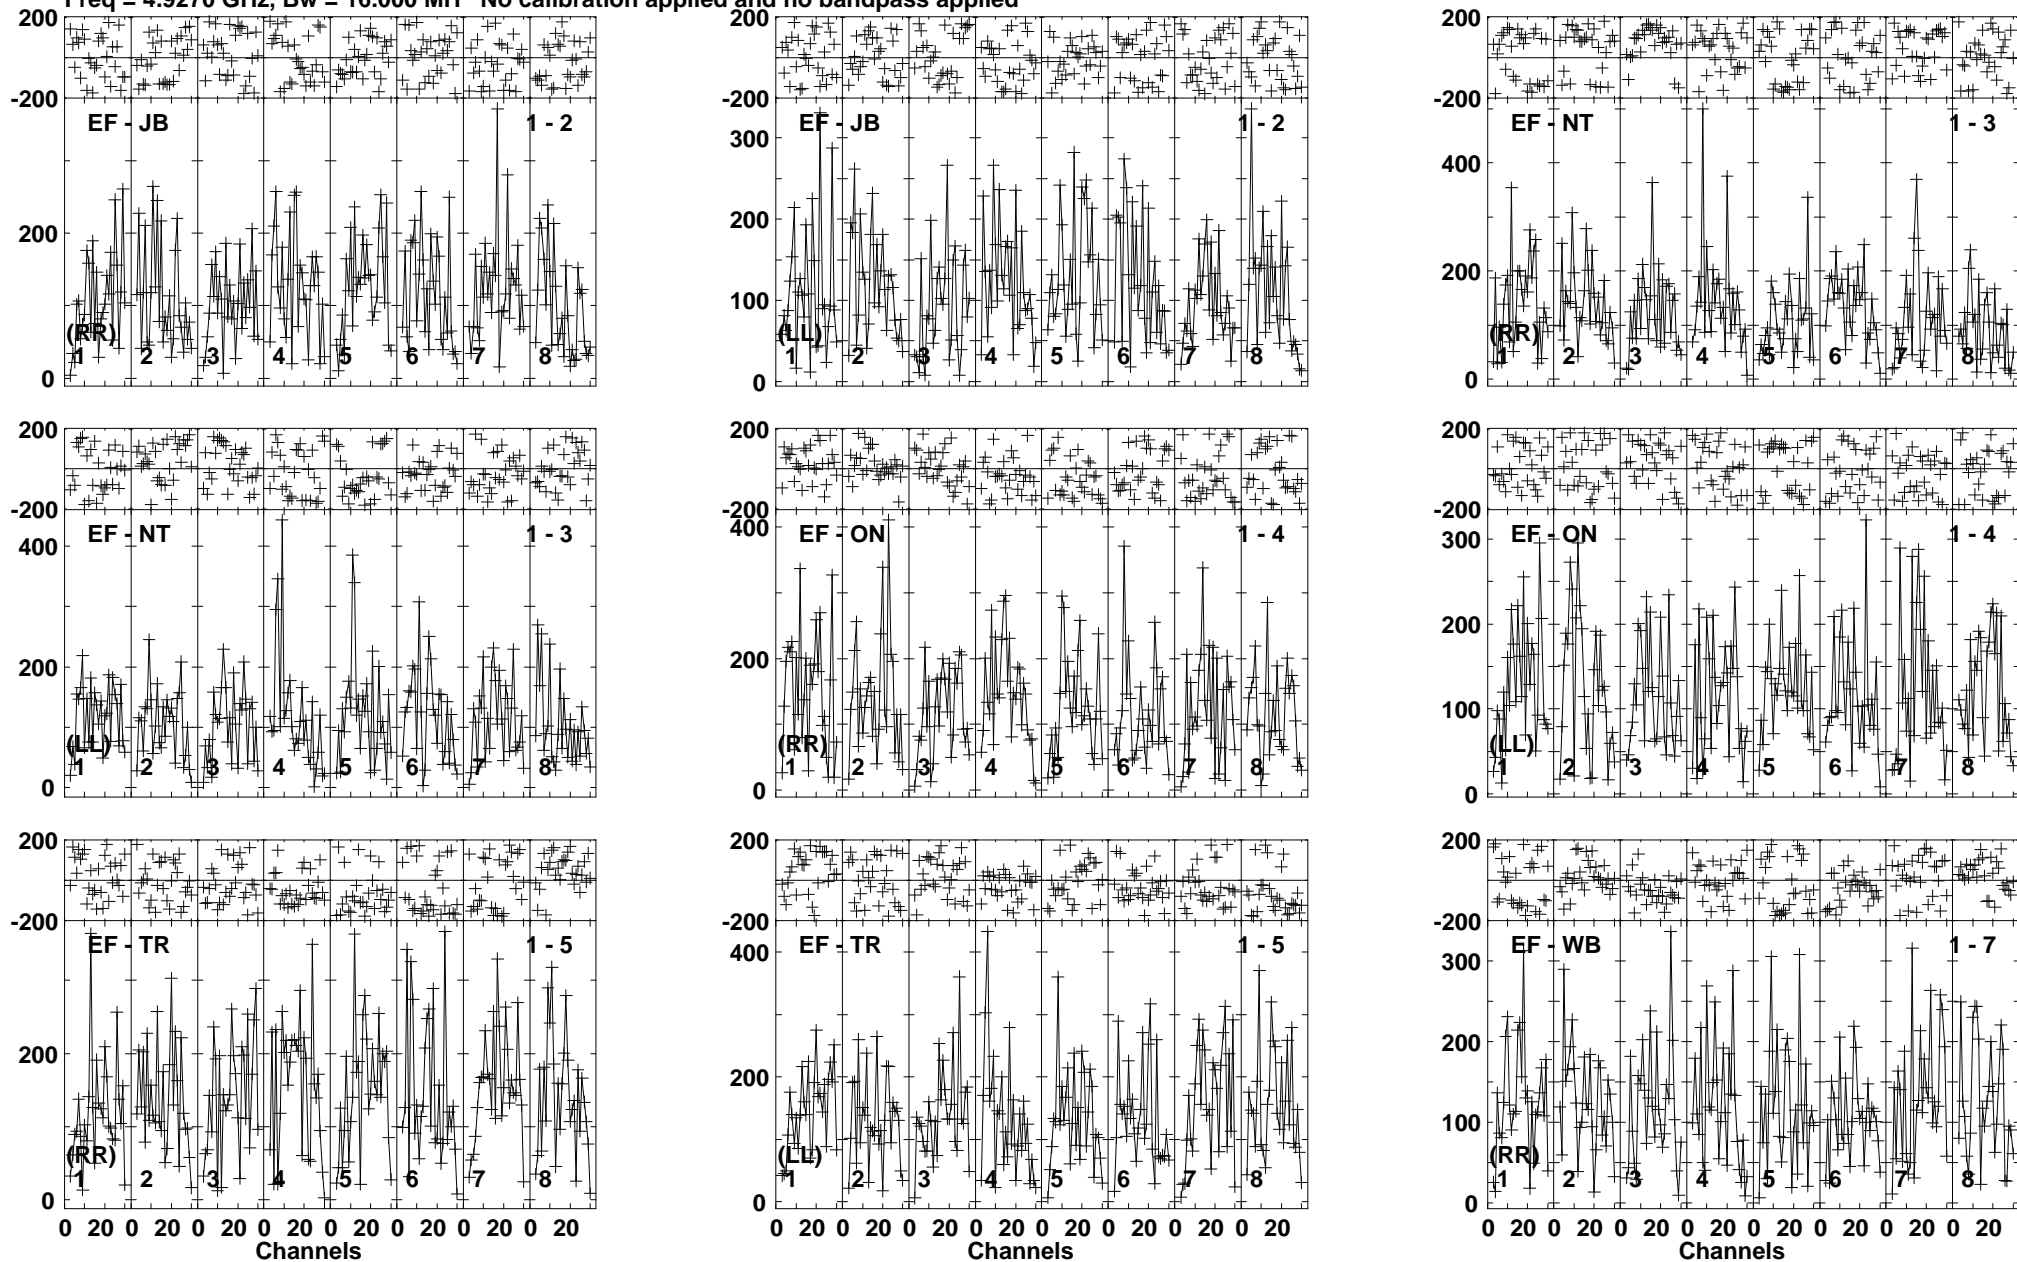 Freq = 4.9270 GHz, Bw = 16.000 MH No calibration applied and no bandpass applied
200 200 200
-200 -200 -200
EF - JB 1 - 2 EF - JB 1 - 2 EF - NT 1 - 3
300 400
200 200 200
100
(RR) (LL) (RR)
1 2 3 4 5 6 7 8 1 2 3 4 5 6 7 8 1 2 3 4 5 6 7 8
0 0 0
200 200 200
-200 -200 -200
EF - NT 1 - 3 EF - ON 1 - 4 EF - ON 1 - 4
400 400 300
200 200 200
100
(LL) (RR) (LL)
1 2 3 4 5 6 7 8 1 2 3 4 5 6 7 8 1 2 3 4 5 6 7 8
0 0 0
200 200 200
-200 -200 -200
EF - TR 1 - 5 EF - TR 1 - 5 EF - WB 1 - 7
400 300
200 200 200
100
(RR) (LL) (RR)
1 2 3 4 5 6 7 8 1 2 3 4 5 6 7 8 1 2 3 4 5 6 7 8
0 0 0
0 20 0 20 0 20 0 20 0 20 0 20 0 20 0 20 0 20 0 20 0 20 0 20 0 20 0 20 0 20 0 20 0 20 0 20 0 20 0 20 0 20 0 20 0 20 0 20
Channels Channels Channels